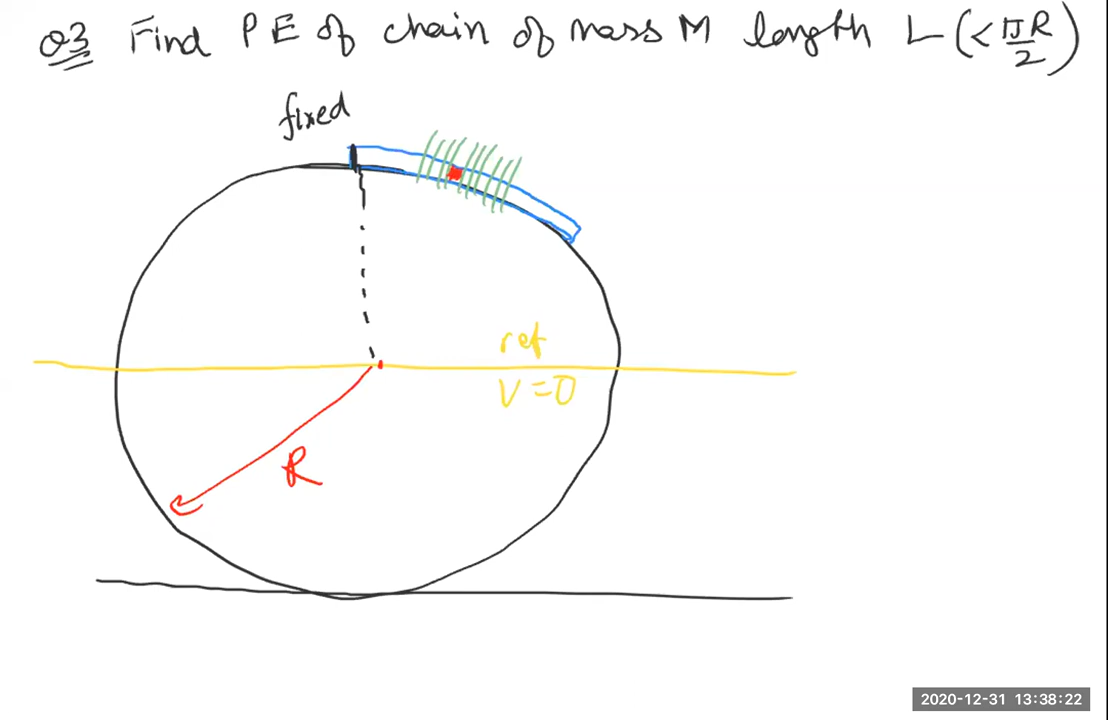 Q3 Find PE of chain of mass M length L (< πR/2)
fixed
ref
V=0
R
2020-12-31 13:38:22